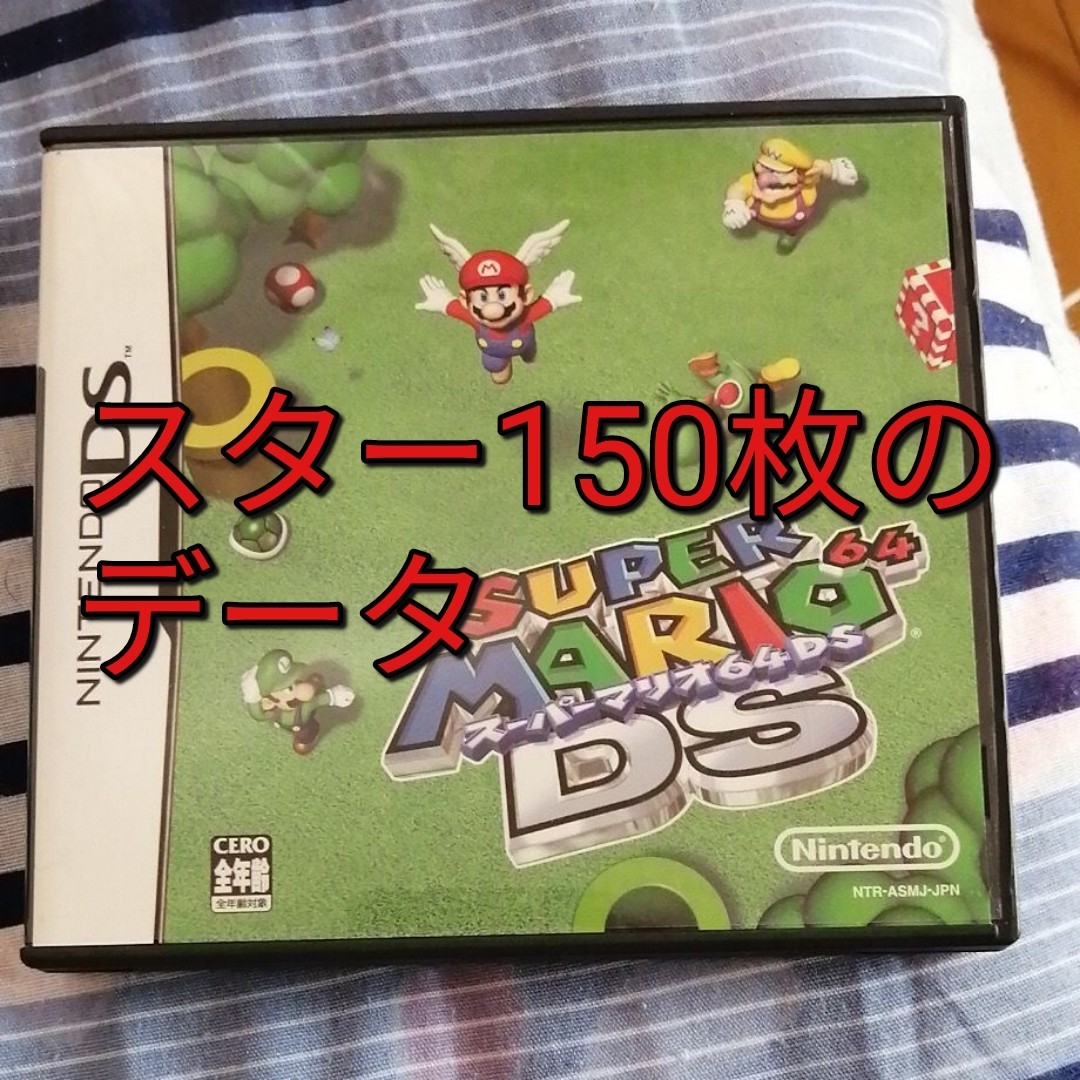 スター150枚の
データ
NINTENDO DS™
SUPER
MARIO 64
スーパーマリオ64DS
DS
®
CERO
全年齢
全年齢対象
Nintendo®
NTR-ASMJ-JPN
M
W